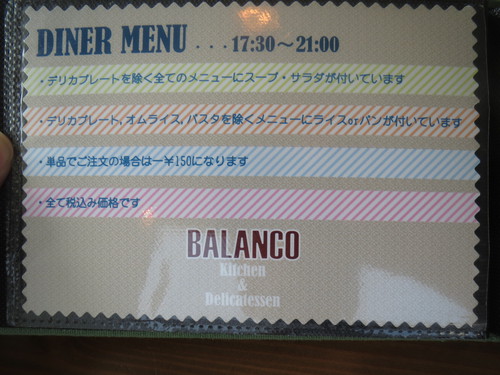 DINER MENU ...17:30～21:00
・デリカプレートを除く全てのメニューにスープ・サラダが付いています
・デリカプレート,オムライス,パスタを除くメニューにライスorパンが付いています
・単品でご注文の場合はー¥150になります
・全て税込み価格です
BALANCO
Kitchen
&
Delicatessen